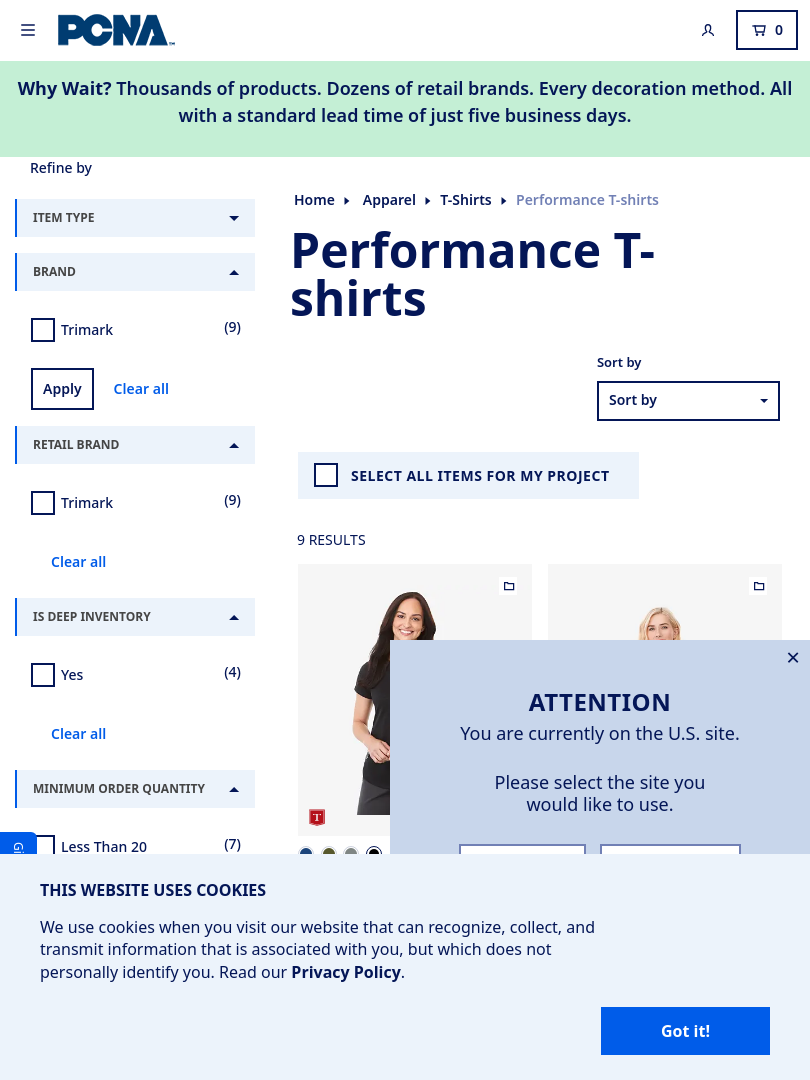 PCNA
0
Why Wait? Thousands of products. Dozens of retail brands. Every decoration method. All
with a standard lead time of just five business days.
Refine by
ITEM TYPE
BRAND
Trimark (9)
Apply Clear all
RETAIL BRAND
Trimark (9)
Clear all
IS DEEP INVENTORY
Yes (4)
Clear all
MINIMUM ORDER QUANTITY
Less Than 20 (7)
Home Apparel T-Shirts Performance T-shirts
Performance T-
shirts
Sort by
Sort by
SELECT ALL ITEMS FOR MY PROJECT
9 RESULTS
T
ATTENTION
You are currently on the U.S. site.
Please select the site you
would like to use.
THIS WEBSITE USES COOKIES
We use cookies when you visit our website that can recognize, collect, and
transmit information that is associated with you, but which does not
personally identify you. Read our Privacy Policy.
Got it!